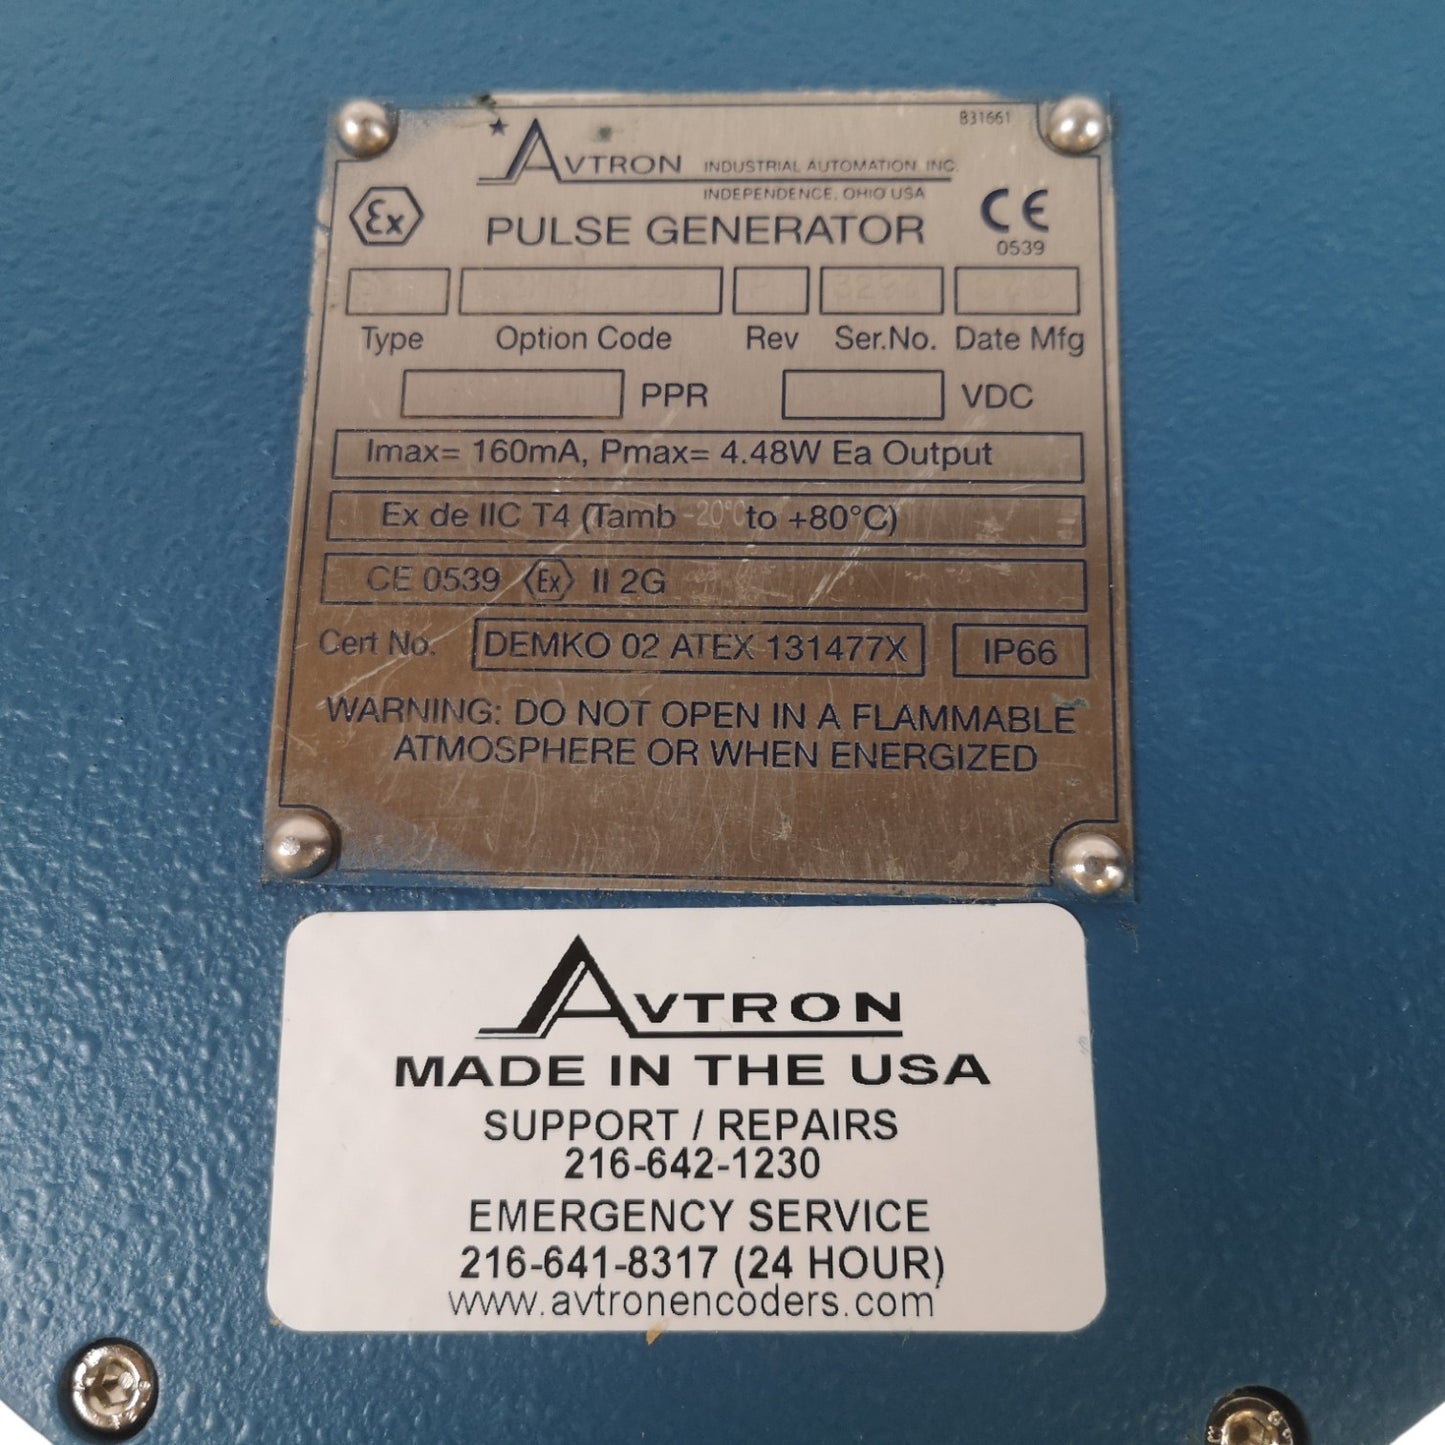 B31661
AVTRON INDUSTRIAL AUTOMATION, INC.
INDEPENDENCE, OHIO USA
Ex PULSE GENERATOR CE
0539
Type Option Code Rev Ser.No. Date Mfg
PPR VDC
Imax= 160mA, Pmax= 4.48W Ea Output
Ex de IIC T4 (Tamb -20°C to +80°C)
CE 0539 Ex II 2G
Cert No. DEMKO 02 ATEX 131477X IP66
WARNING: DO NOT OPEN IN A FLAMMABLE
ATMOSPHERE OR WHEN ENERGIZED
AVTRON
MADE IN THE USA
SUPPORT / REPAIRS
216-642-1230
EMERGENCY SERVICE
216-641-8317 (24 HOUR)
www.avtronencoders.com